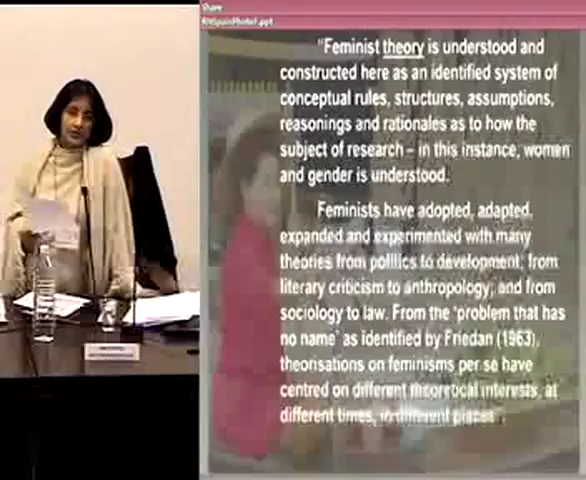 Share
“Feminist theory is understood and
constructed here as an identified system of
conceptual rules, structures, assumptions,
reasonings and rationales as to how the
subject of research – in this instance, women
and gender is understood.
Feminists have adopted, adapted,
expanded and experimented with many
theories from politics to development; from
literary criticism to anthropology; and from
sociology to law. From the ‘problem that has
no name’ as identified by Friedan (1963),
theorisations on feminisms per se have
centred on different theoretical interests, at
different times, in different places